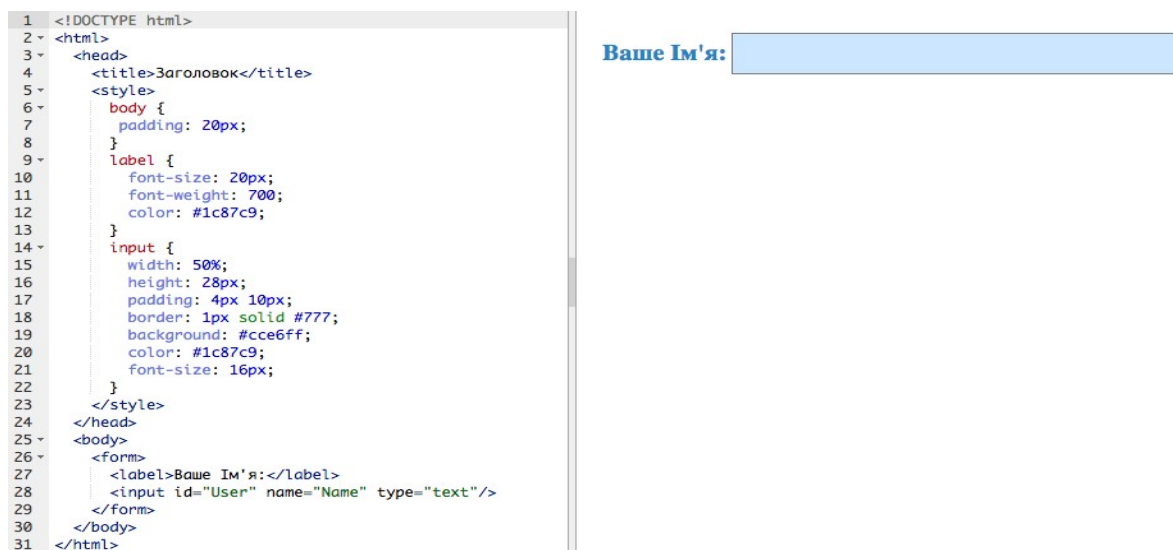 1 <!DOCTYPE html>
2 <html>
3 <head>
4 <title>Заголовок</title>
5 <style>
6 body {
7 padding: 20px;
8 }
9 label {
10 font-size: 20px;
11 font-weight: 700;
12 color: #1c87c9;
13 }
14 input {
15 width: 50%;
16 height: 28px;
17 padding: 4px 10px;
18 border: 1px solid #777;
19 background: #cce6ff;
20 color: #1c87c9;
21 font-size: 16px;
22 }
23 </style>
24 </head>
25 <body>
26 <form>
27 <label>Ваше Ім'я:</label>
28 <input id="User" name="Name" type="text"/>
29 </form>
30 </body>
31 </html>
Ваше Ім'я: